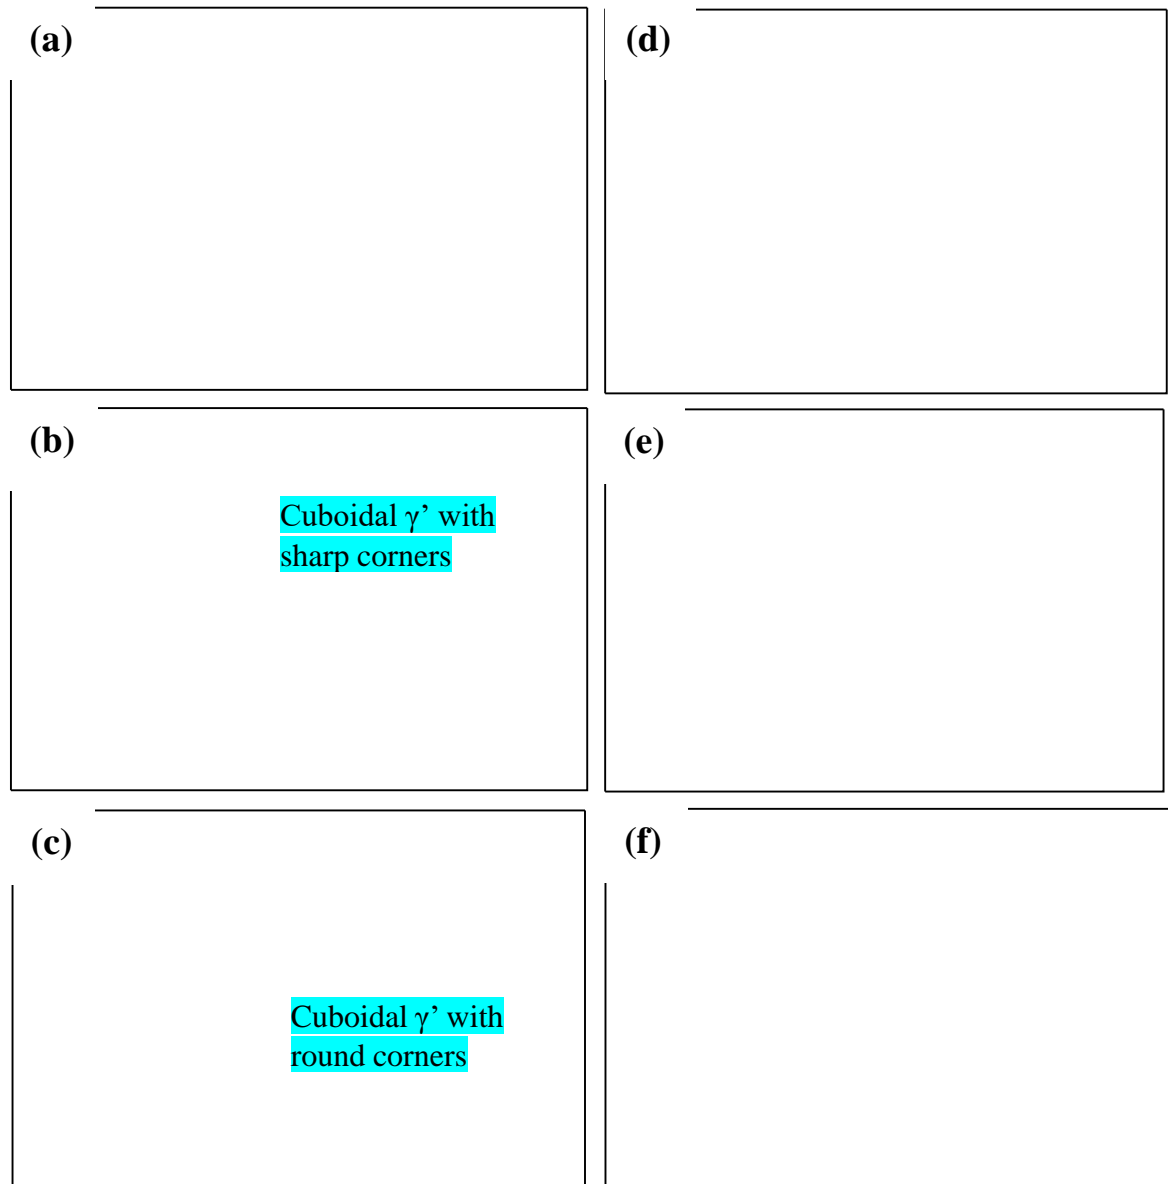 (a)
(d)
(b)
Cuboidal γ’ with
sharp corners
(e)
(c)
Cuboidal γ’ with
round corners
(f)